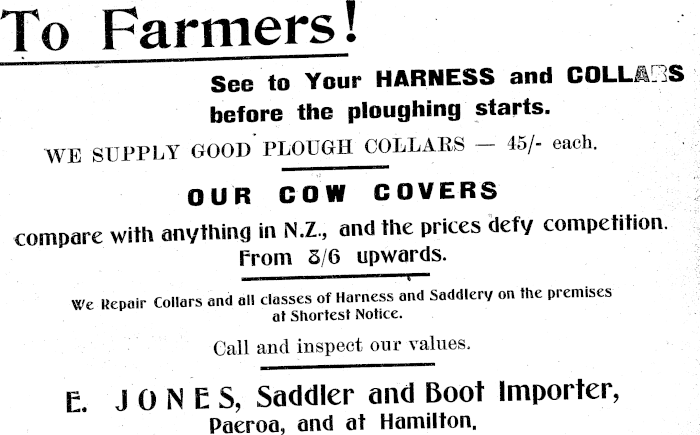 To Farmers!
See to Your HARNESS and COLLARS
before the ploughing starts.
WE SUPPLY GOOD PLOUGH COLLARS — 45/- each.
OUR COW COVERS
compare with anything in N.Z., and the prices defy competition.
From 8/6 upwards.
We Repair Collars and all classes of Harness and Saddlery on the premises
at Shortest Notice.
Call and inspect our values.
E. JONES, Saddler and Boot Importer,
Paeroa, and at Hamilton.